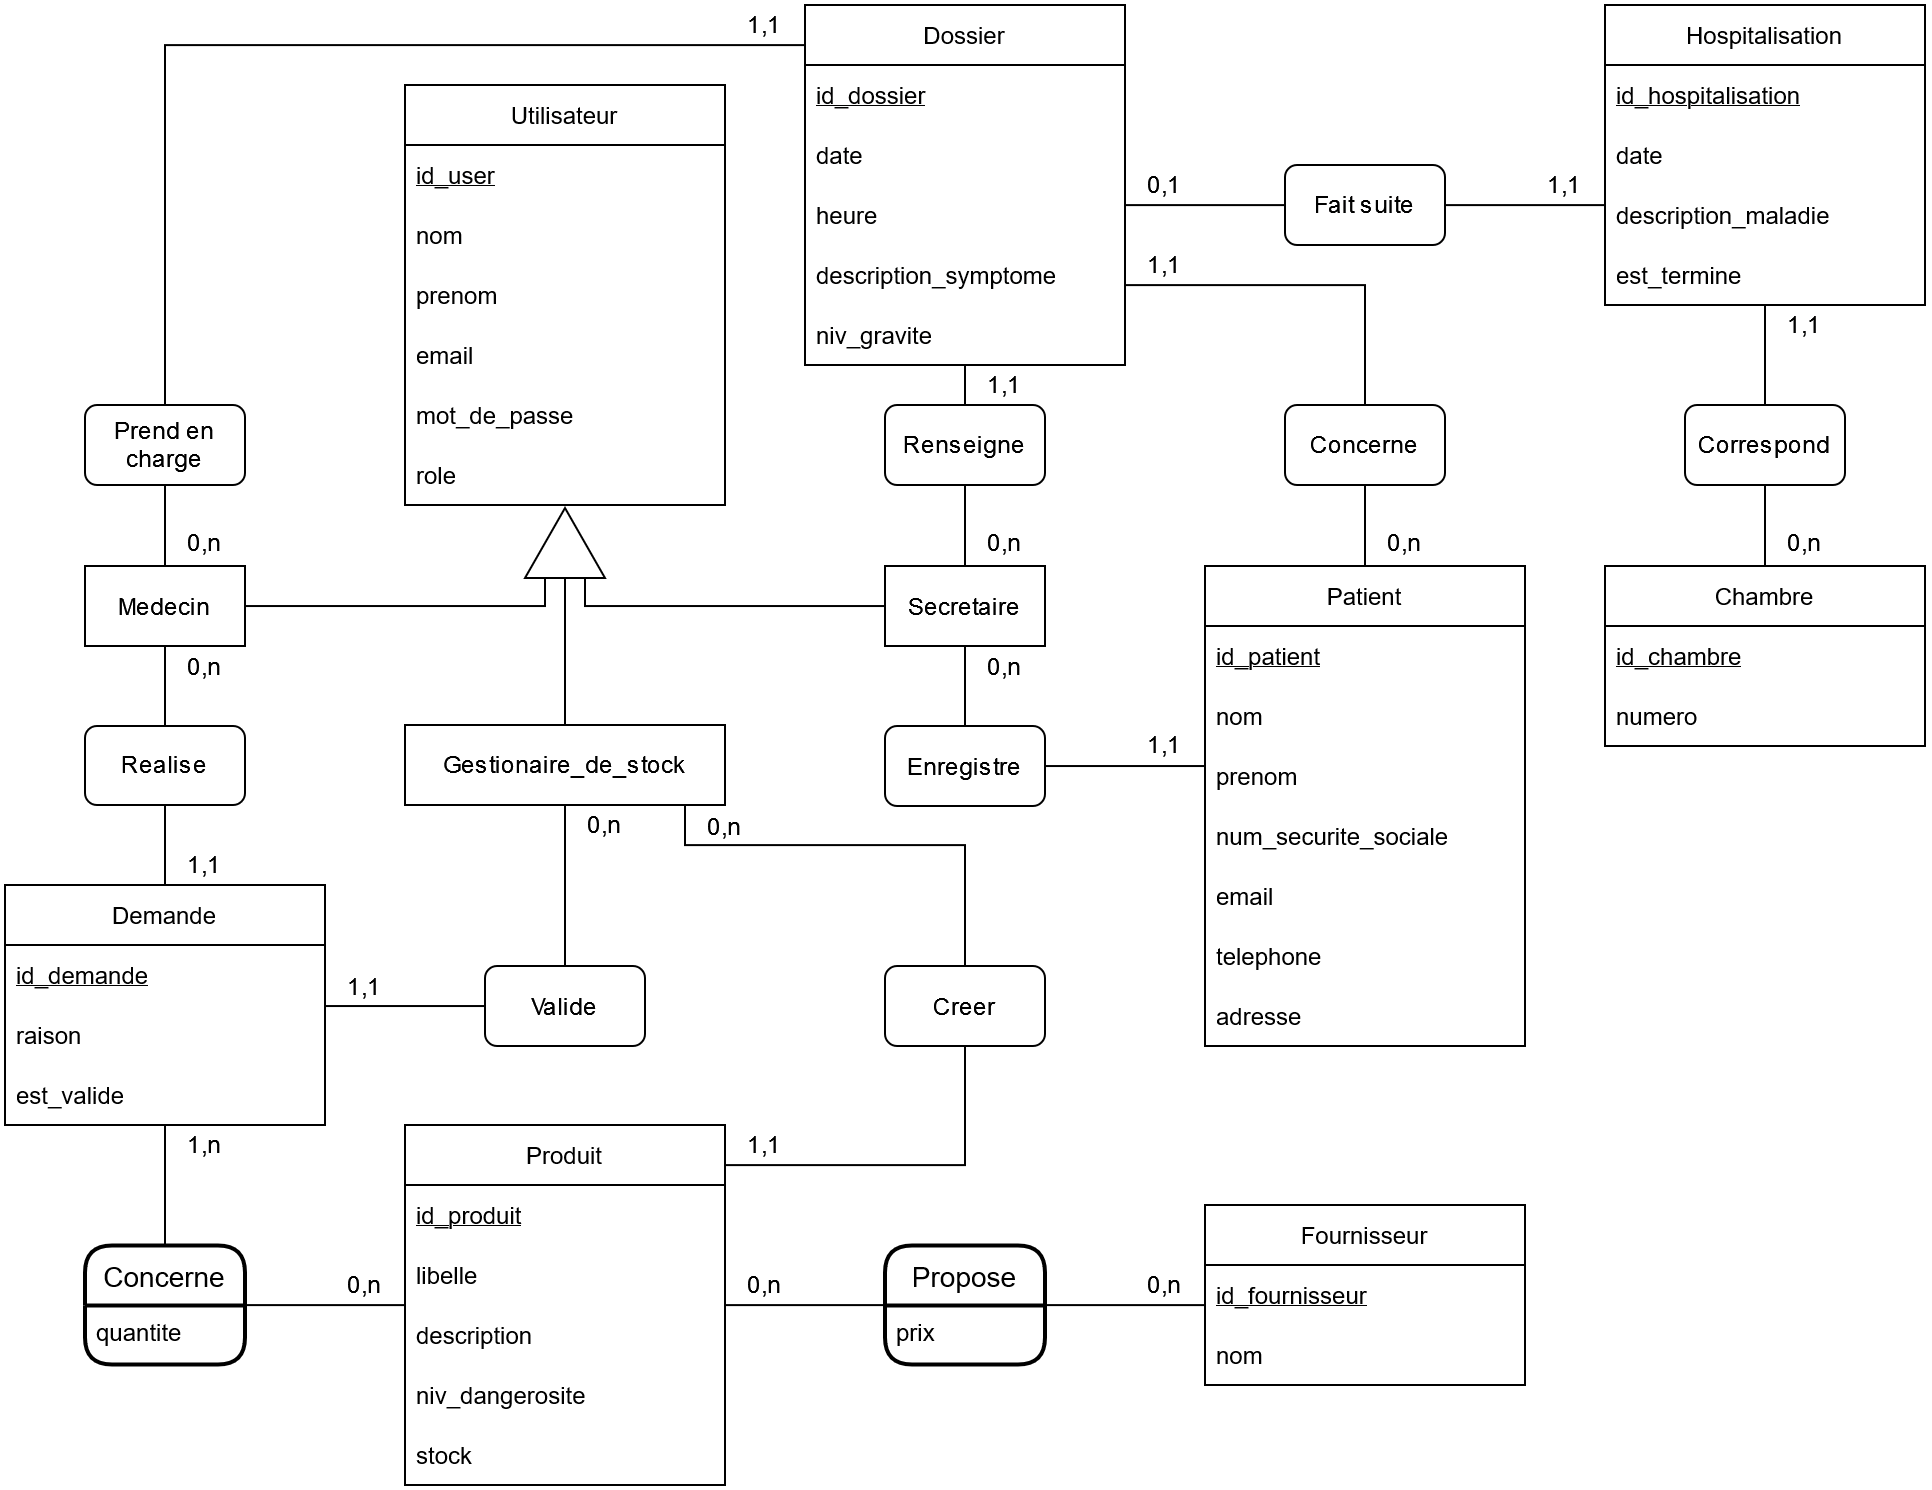 1,1
Dossier
id_dossier
date
heure
description_symptome
niv_gravite
Hospitalisation
id_hospitalisation
date
description_maladie
est_termine
Utilisateur
id_user
nom
prenom
email
mot_de_passe
role
0,1
Fait suite
1,1
1,1
1,1
1,1
Prend en
charge
Renseigne
Concerne
Correspond
0,n
0,n
0,n
0,n
Medecin
Secretaire
Patient
id_patient
nom
prenom
num_securite_sociale
email
telephone
adresse
Chambre
id_chambre
numero
0,n
0,n
Realise
Gestionaire_de_stock
Enregistre
1,1
0,n
0,n
1,1
Demande
id_demande
raison
est_valide
1,1
Valide
Creer
1,n
Produit
id_produit
libelle
description
niv_dangerosite
stock
1,1
Concerne
quantite
0,n
0,n
Propose
prix
0,n
Fournisseur
id_fournisseur
nom